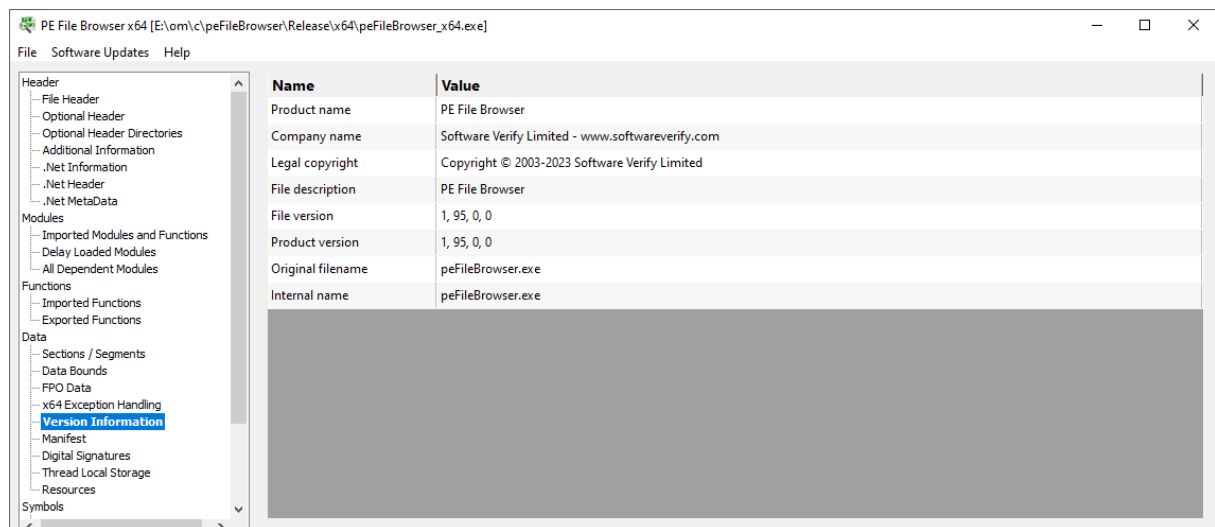 PE File Browser x64 [E:\om\c\peFileBrowser\Release\x64\peFileBrowser_x64.exe]
File Software Updates Help
Header
File Header
Optional Header
Optional Header Directories
Additional Information
.Net Information
.Net Header
.Net MetaData
Modules
Imported Modules and Functions
Delay Loaded Modules
All Dependent Modules
Functions
Imported Functions
Exported Functions
Data
Sections / Segments
Data Bounds
FPO Data
x64 Exception Handling
Version Information
Manifest
Digital Signatures
Thread Local Storage
Resources
Symbols
Name Value
Product name PE File Browser
Company name Software Verify Limited - www.softwareverify.com
Legal copyright Copyright © 2003-2023 Software Verify Limited
File description PE File Browser
File version 1, 95, 0, 0
Product version 1, 95, 0, 0
Original filename peFileBrowser.exe
Internal name peFileBrowser.exe